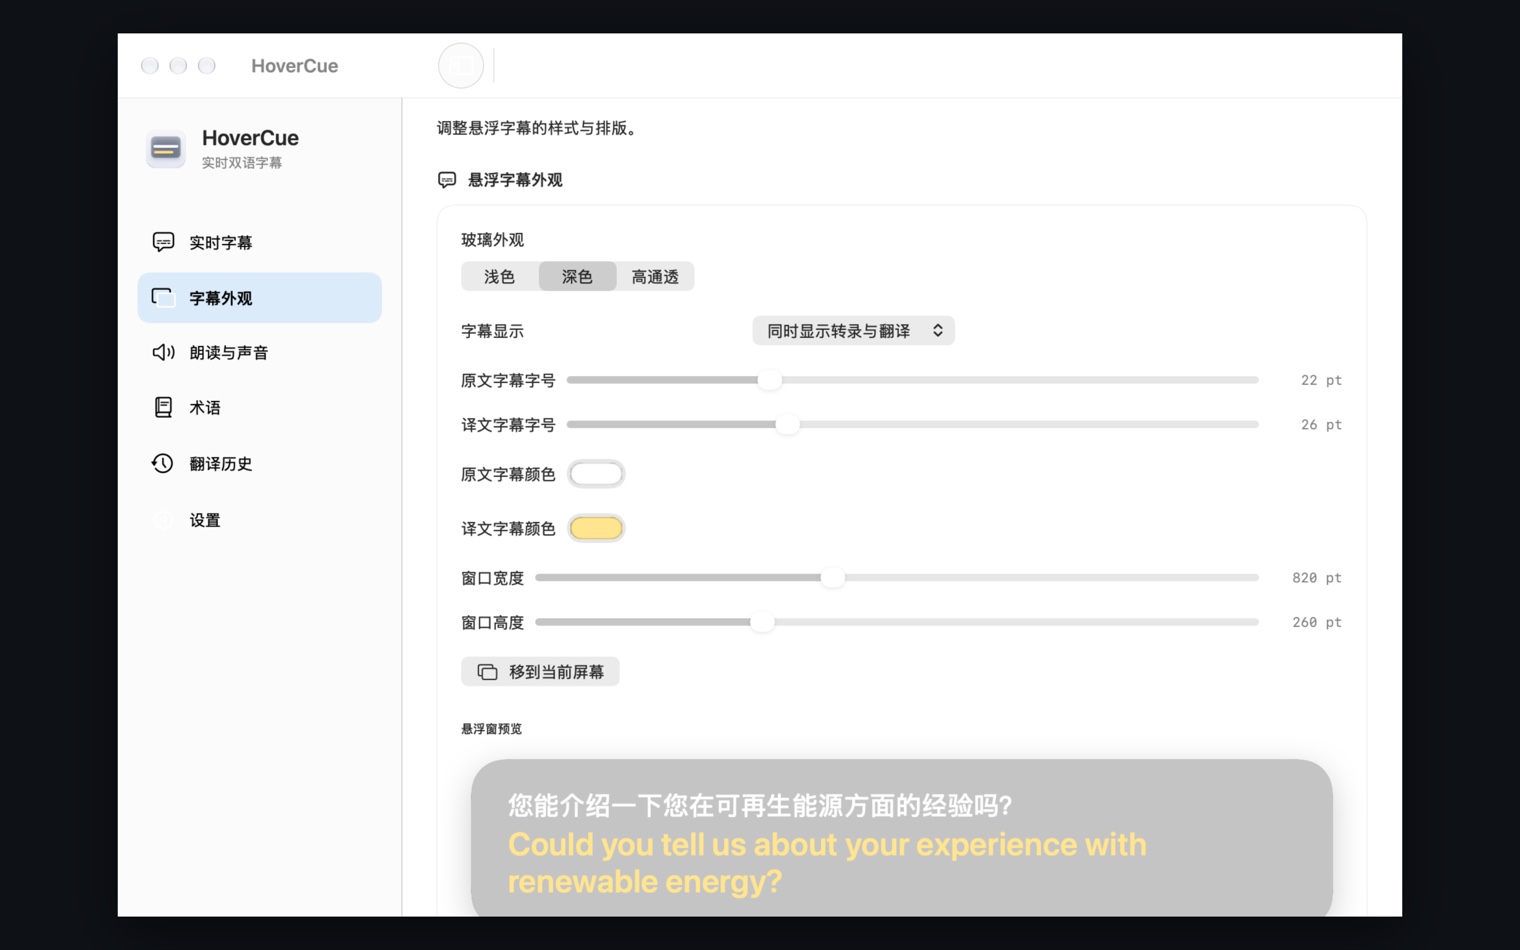 HoverCue
HoverCue
实时双语字幕
实时字幕
字幕外观
朗读与声音
术语
翻译历史
设置
调整悬浮字幕的样式与排版。
悬浮字幕外观
玻璃外观
浅色 深色 高通透
字幕显示 同时显示转录与翻译
原文字幕字号 22 pt
译文字幕字号 26 pt
原文字幕颜色
译文字幕颜色
窗口宽度 820 pt
窗口高度 260 pt
移到当前屏幕
悬浮窗预览
您能介绍一下您在可再生能源方面的经验吗?
Could you tell us about your experience with
renewable energy?